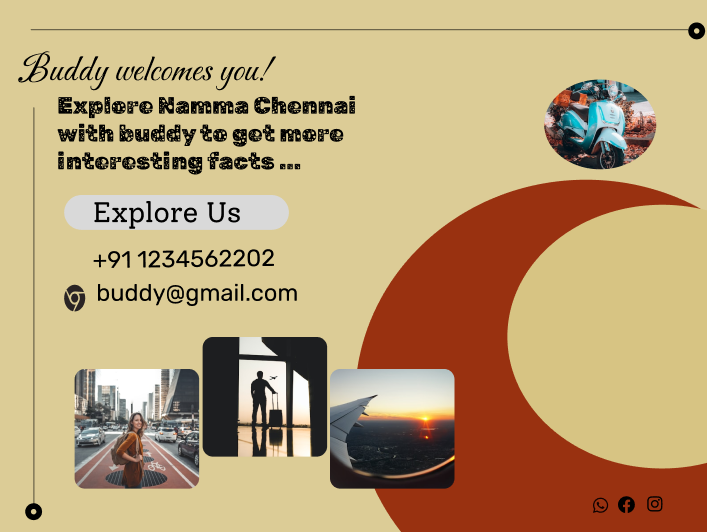 Buddy welcomes you!
Explore Namma Chennai
with buddy to get more
interesting facts ...
Explore Us
+91 1234562202
buddy@gmail.com